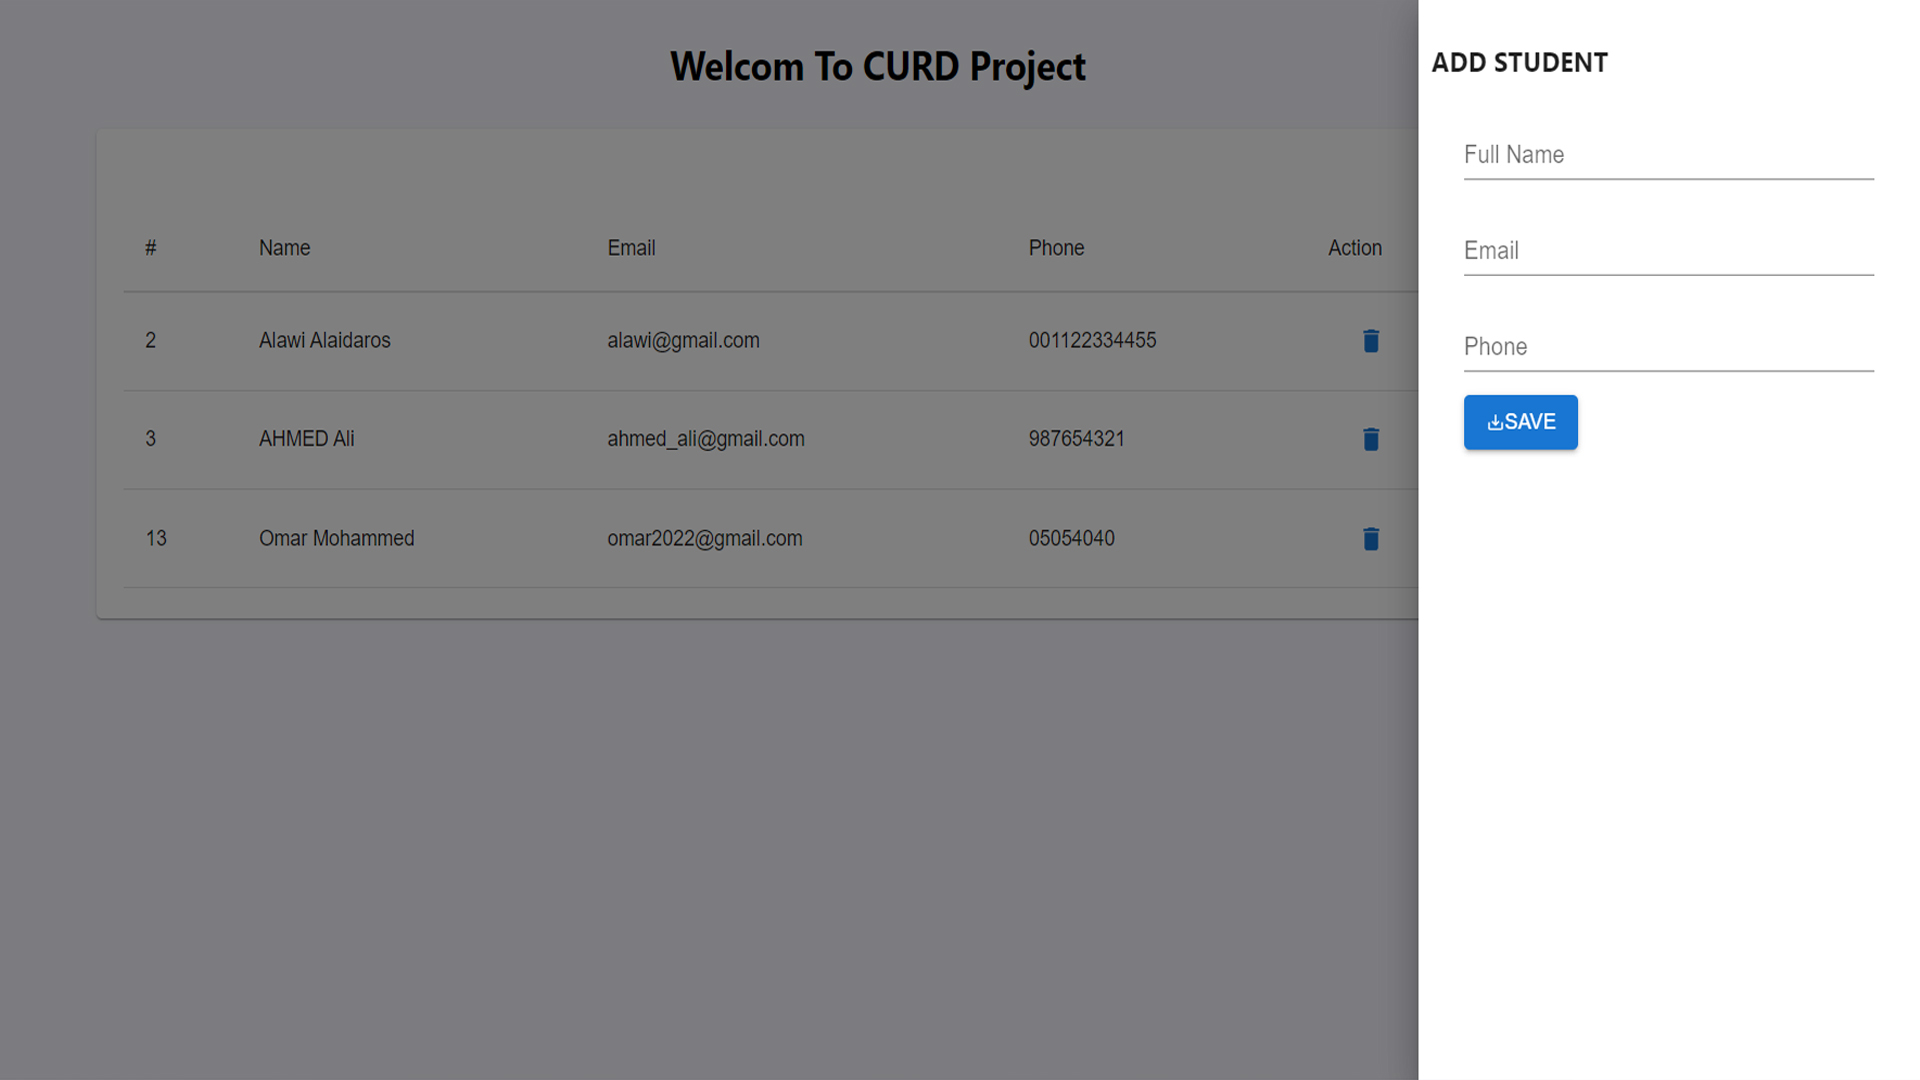 Welcom To CURD Project
# Name Email Phone Action
2 Alawi Alaidaros alawi@gmail.com 001122334455
3 AHMED Ali ahmed_ali@gmail.com 987654321
13 Omar Mohammed omar2022@gmail.com 05054040
ADD STUDENT
Full Name
Email
Phone
SAVE